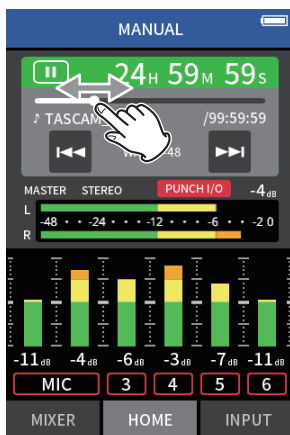 MANUAL
24H 59M 59S
♪ TASCAM /99:59:59
48
MASTER STEREO PUNCH I/O -4dB
L
-48 · · -24 · · · -12 · · · -6 · · -2 0
R
-11dB -4dB -6dB -3dB -7dB -11dB
MIC 3 4 5 6
MIXER HOME INPUT